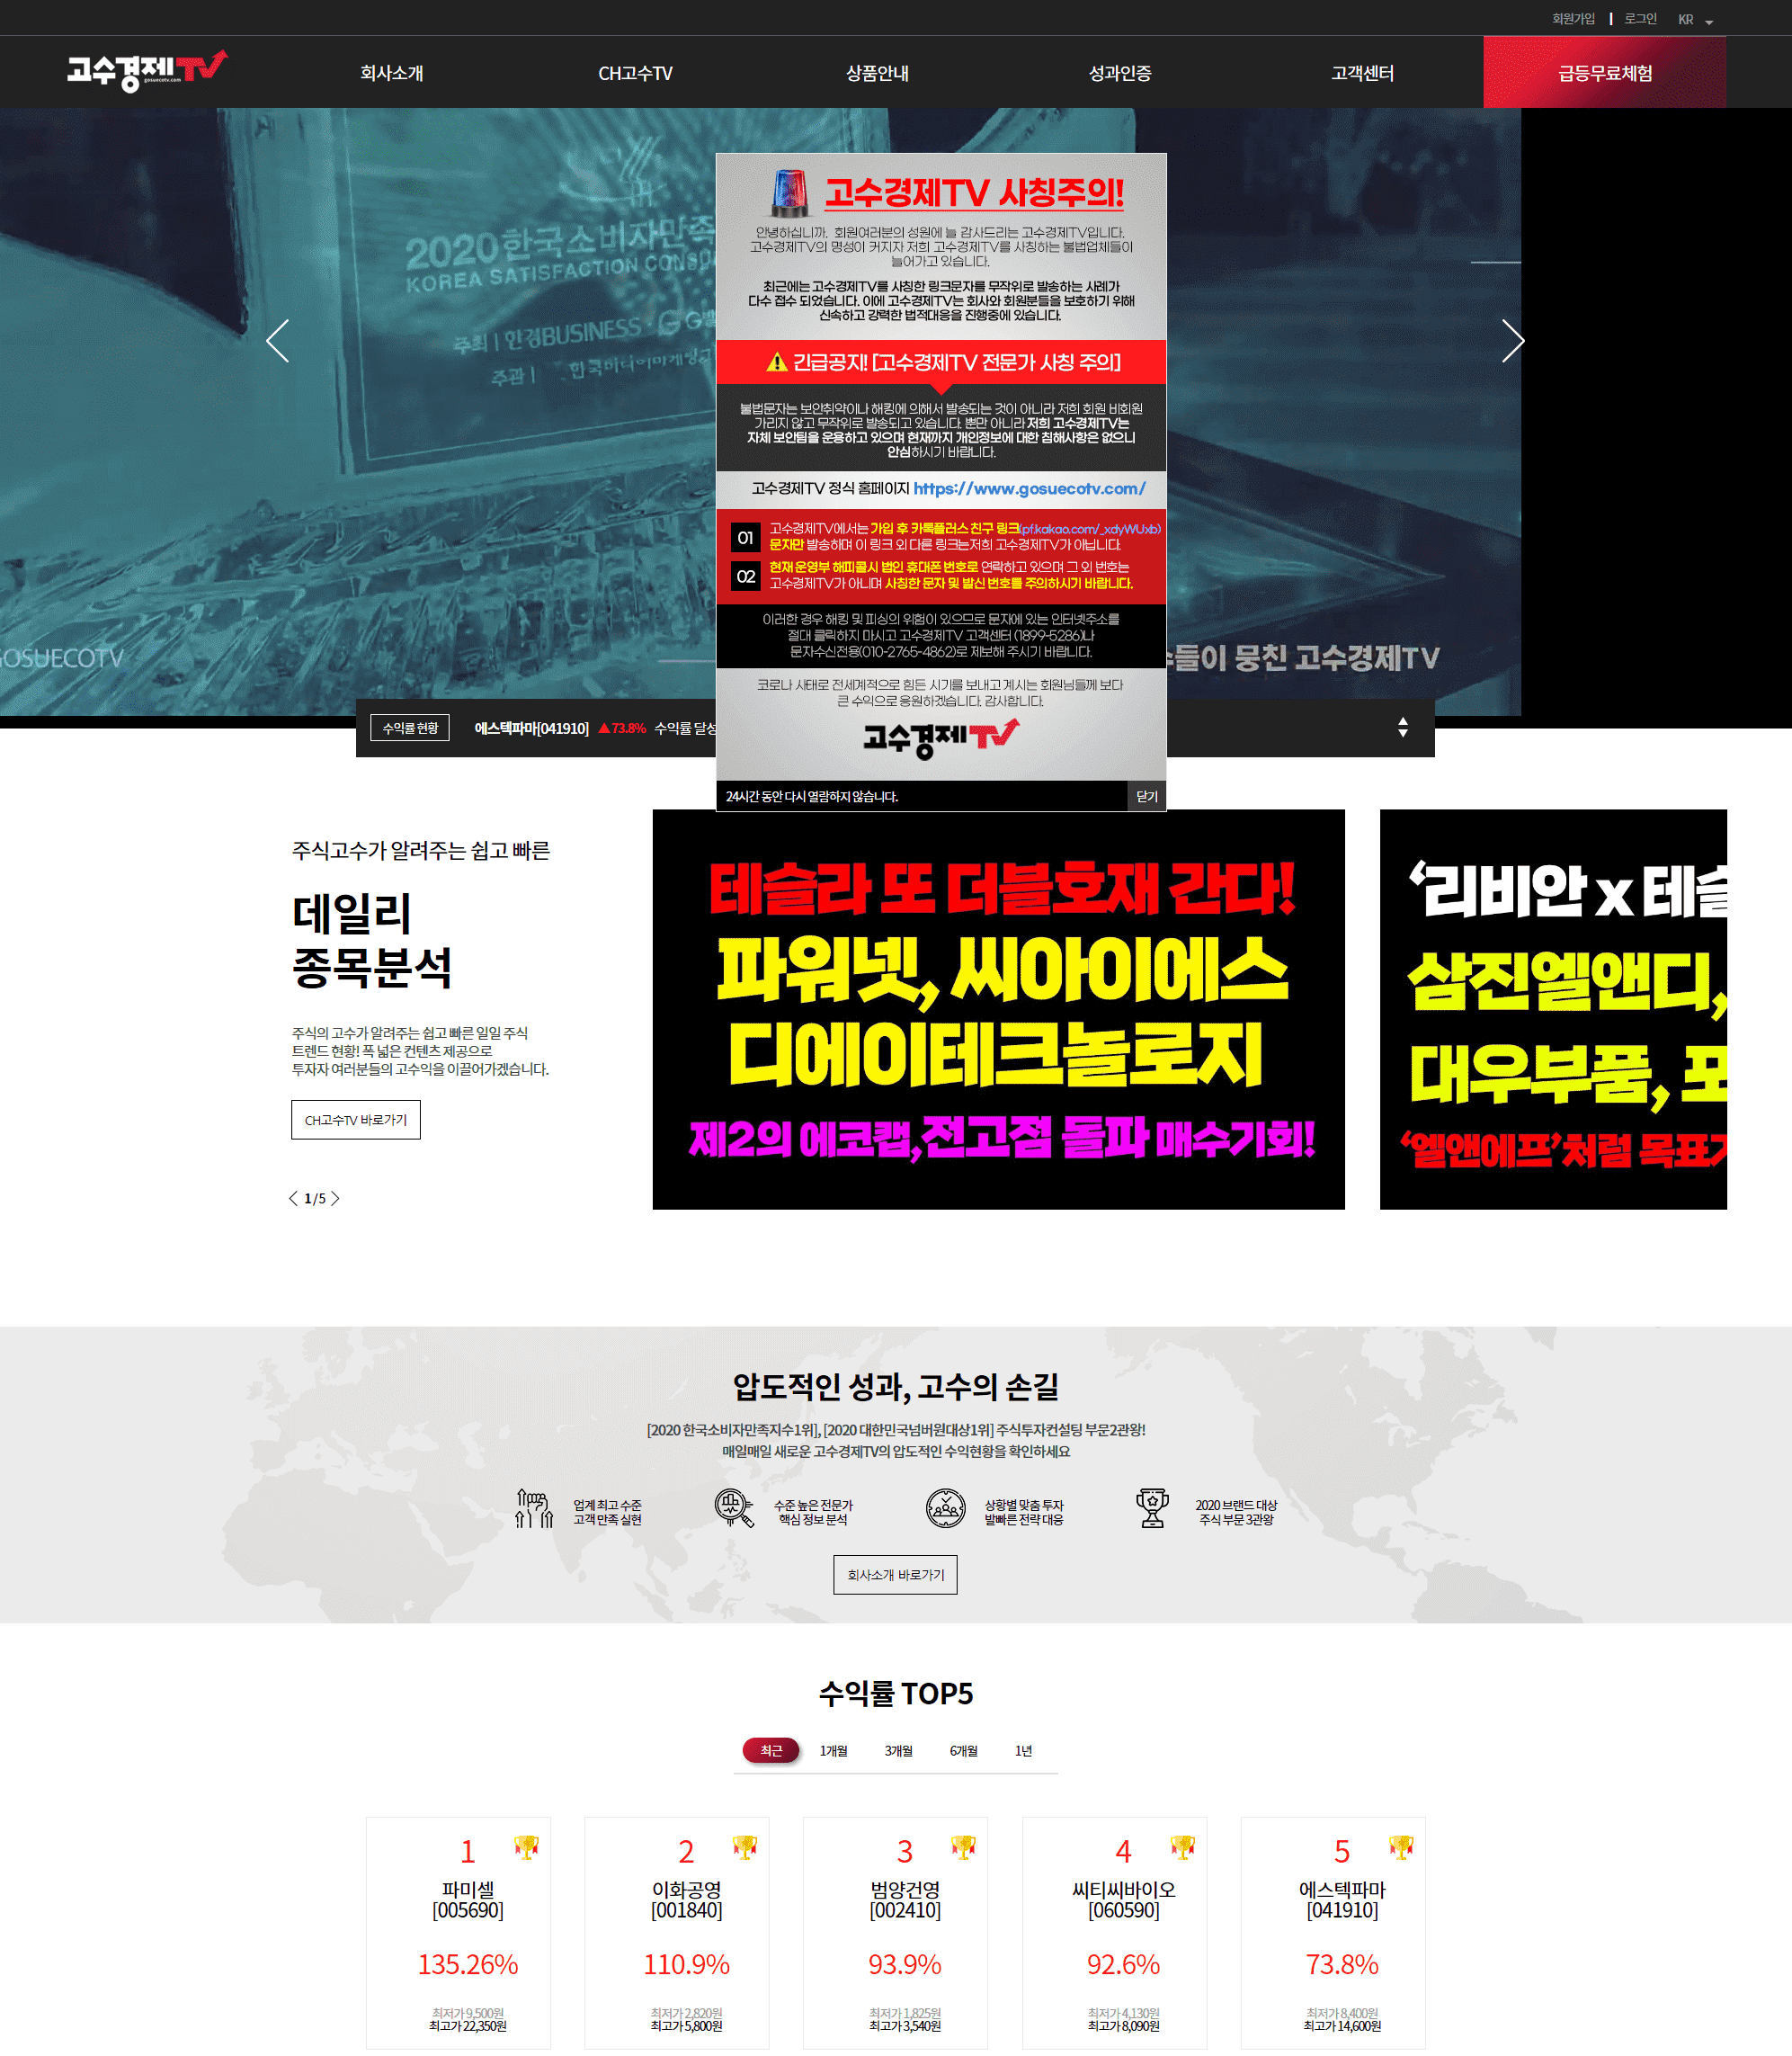 회원가입 | 로그인 KR
고수경제TV
gosuecotv.com
회사소개 CH고수TV 상품안내 성과인증 고객센터 급등무료체험
2020한국소비자만족
KOREA SATISFACTION CONSU
주최 | 한경BUSINESS · G
주관 |
GOSUECOTV
들이 뭉친 고수경제TV
고수경제TV 사칭주의!
안녕하십니까. 회원여러분의 성원에 늘 감사드리는 고수경제TV입니다.
고수경제TV의 명성이 커지자 저희 고수경제TV를 사칭하는 불법업체들이
늘어가고 있습니다.
최근에는 고수경제TV를 사칭한 링크문자를 무작위로 발송하는 사례가
다수 접수 되었습니다. 이에 고수경제TV는 회사와 회원분들을 보호하기 위해
신속하고 강력한 법적대응을 진행중에 있습니다.
긴급공지! [고수경제TV 전문가 사칭 주의]
불법문자는 보안취약이나 해킹에 의해서 발송되는 것이 아니라 저희 회원 비회원
가리지 않고 무작위로 발송되고 있습니다. 뿐만 아니라 저희 고수경제TV는
자체 보안팀을 운용하고 있으며 현재까지 개인정보에 대한 침해사항은 없으니
안심하시기 바랍니다.
고수경제TV 정식 홈페이지 https://www.gosuecotv.com/
01 고수경제TV에서는 가입 후 카톡플러스 친구 링크(pf.kakao.com/_xdyWUxb)
문자만 발송하며 이 링크 외 다른 링크는저희 고수경제TV가 아닙니다.
02 현재 운영부 해피콜시 법인 휴대폰 번호로 연락하고 있으며 그 외 번호는
고수경제TV가 아니며 사칭한 문자 및 발신 번호를 주의하시기 바랍니다.
이러한 경우 해킹 및 피싱의 위험이 있으므로 문자에 있는 인터넷주소를
절대 클릭하지 마시고 고수경제TV 고객센터 (1899-5286)나
문자수신전용(010-2765-4862)로 제보해 주시기 바랍니다.
코로나 사태로 전세계적으로 힘든 시기를 보내고 계시는 회원님들께 보다
큰 수익으로 응원하겠습니다. 감사합니다.
고수경제TV
24시간 동안 다시 열람하지 않습니다. 닫기
수익률 현황 에스텍파마[041910] ▲73.8% 수익률 달성
주식고수가 알려주는 쉽고 빠른
데일리
종목분석
주식의 고수가 알려주는 쉽고 빠른 일일 주식
트렌드 현황! 폭 넓은 컨텐츠 제공으로
투자자 여러분들의 고수익을 이끌어가겠습니다.
CH고수TV 바로가기
1/5
테슬라 또 더블호재 간다!
파워넷, 씨아이에스
디에이테크놀로지
제2의 에코랩,전고점 돌파 매수기회!
‘리비안 x 테슬
삼진엘앤디,
대우부품, 포
‘엘앤에프’처럼 목표가
압도적인 성과, 고수의 손길
[2020 한국소비자만족지수1위], [2020 대한민국넘버원대상1위] 주식투자컨설팅 부문2관왕!
매일매일 새로운 고수경제TV의 압도적인 수익현황을 확인하세요
업계 최고 수준
고객 만족 실현
수준 높은 전문가
핵심 정보 분석
상황별 맞춤 투자
발빠른 전략 대응
2020 브랜드 대상
주식 부문 3관왕
회사소개 바로가기
수익률 TOP5
최근 1개월 3개월 6개월 1년
1
파미셀
[005690]
135.26%
최저가 9,500원
최고가 22,350원
2
이화공영
[001840]
110.9%
최저가 2,820원
최고가 5,800원
3
범양건영
[002410]
93.9%
최저가 1,825원
최고가 3,540원
4
씨티씨바이오
[060590]
92.6%
최저가 4,130원
최고가 8,090원
5
에스텍파마
[041910]
73.8%
최저가 8,400원
최고가 14,600원